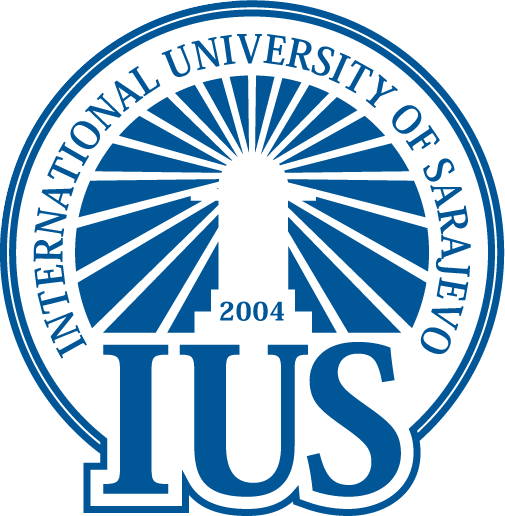 INTERNATIONAL UNIVERSITY OF SARAJEVO
2004
IUS